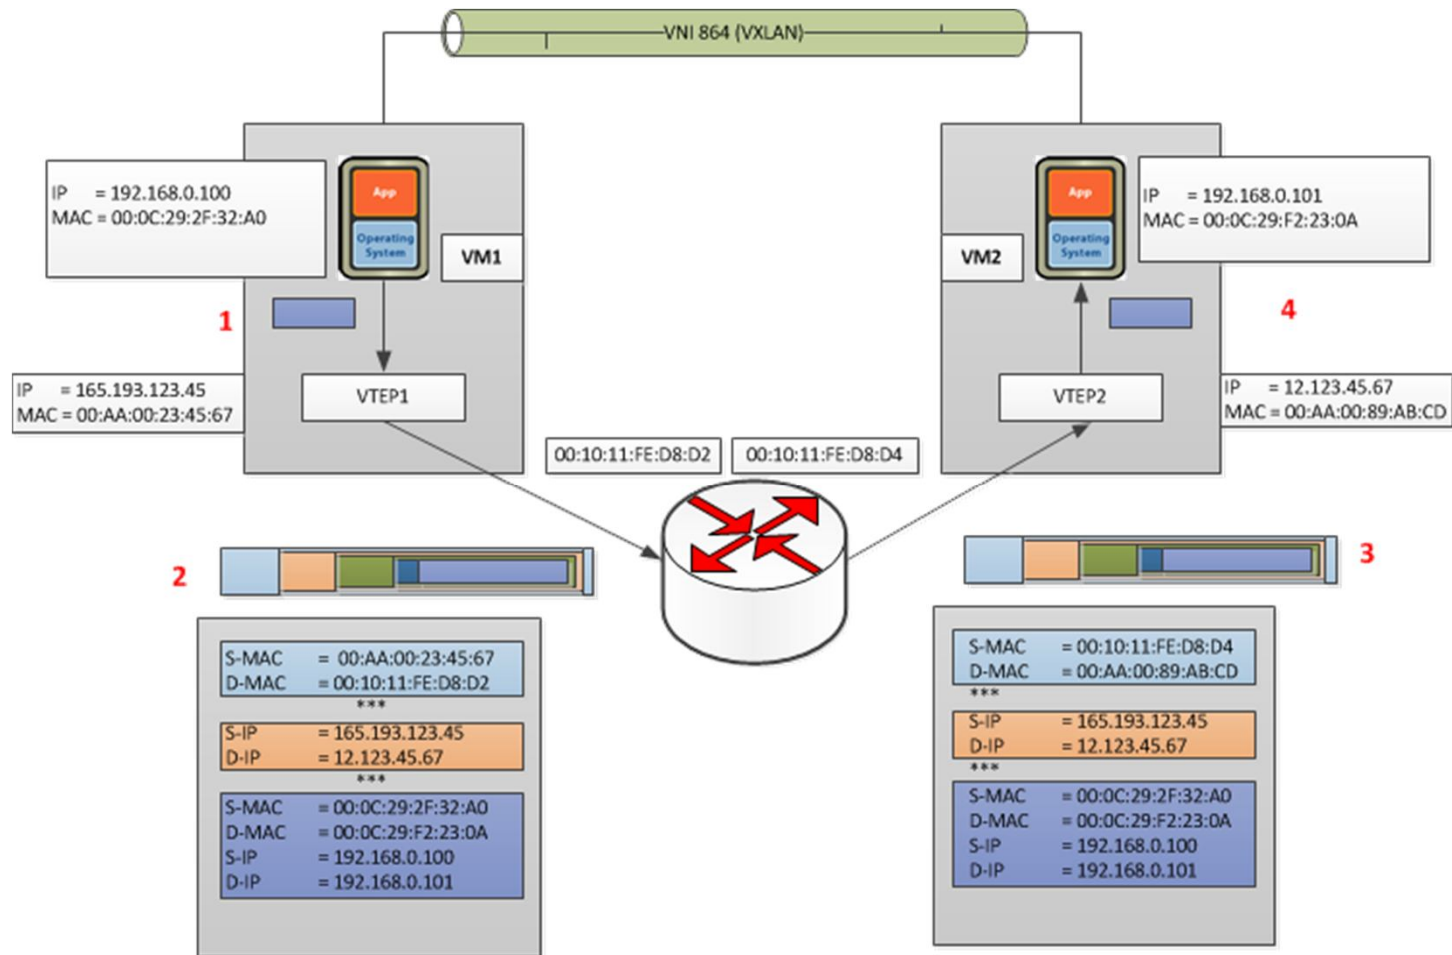 VNI 864 (VXLAN)
IP = 192.168.0.100
MAC = 00:0C:29:2F:32:A0
App
Operating
System
VM1
1
IP = 165.193.123.45
MAC = 00:AA:00:23:45:67
VTEP1
VM2
App
Operating
System
IP = 192.168.0.101
MAC = 00:0C:29:F2:23:0A
4
VTEP2
IP = 12.123.45.67
MAC = 00:AA:00:89:AB:CD
00:10:11:FE:D8:D2
00:10:11:FE:D8:D4
2
S-MAC = 00:AA:00:23:45:67
D-MAC = 00:10:11:FE:D8:D2
***
S-IP = 165.193.123.45
D-IP = 12.123.45.67
***
S-MAC = 00:0C:29:2F:32:A0
D-MAC = 00:0C:29:F2:23:0A
S-IP = 192.168.0.100
D-IP = 192.168.0.101
3
S-MAC = 00:10:11:FE:D8:D4
D-MAC = 00:AA:00:89:AB:CD
***
S-IP = 165.193.123.45
D-IP = 12.123.45.67
***
S-MAC = 00:0C:29:2F:32:A0
D-MAC = 00:0C:29:F2:23:0A
S-IP = 192.168.0.100
D-IP = 192.168.0.101